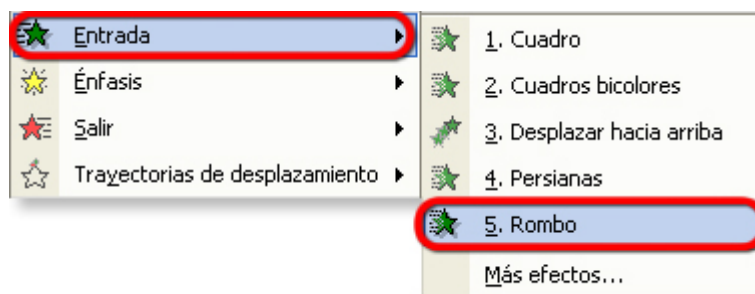 Entrada
Énfasis
Salir
Trayectorias de desplazamiento
1. Cuadro
2. Cuadros bicolores
3. Desplazar hacia arriba
4. Persianas
5. Rombo
Más efectos...